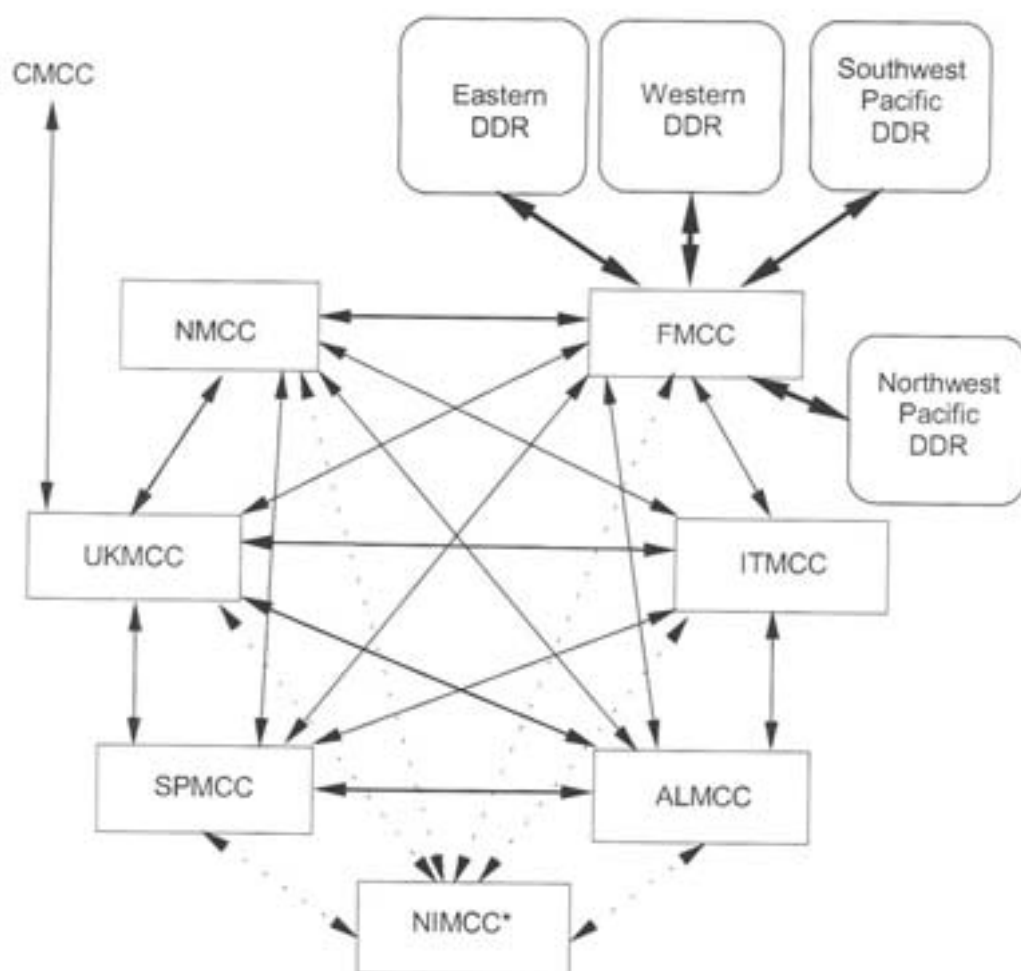 CMCC
Eastern
DDR
Western
DDR
Southwest
Pacific
DDR
NMCC
FMCC
Northwest
Pacific
DDR
UKMCC
ITMCC
SPMCC
ALMCC
NIMCC*